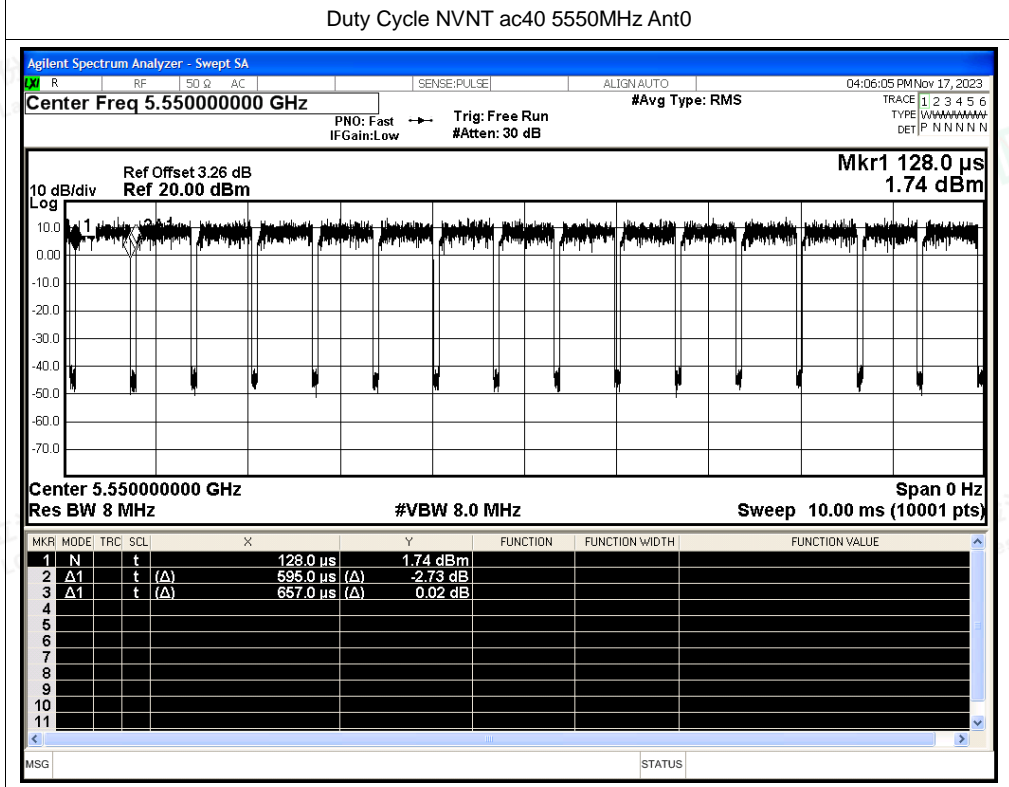 Duty Cycle NVNT ac40 5550MHz Ant0
Agilent Spectrum Analyzer - Swept SA
LXI R RF 50 Ω AC SENSE:PULSE ALIGN AUTO 04:06:05 PM Nov 17, 2023
Center Freq 5.550000000 GHz #Avg Type: RMS TRACE 1 2 3 4 5 6
PNO: Fast Trig: Free Run TYPE WWWWWW
IFGain:Low #Atten: 30 dB DET P N N N N N
Mkr1 128.0 µs
Ref Offset 3.26 dB
10 dB/div Ref 20.00 dBm 1.74 dBm
Log
10.0
0.00
-10.0
-20.0
-30.0
-40.0
-50.0
-60.0
-70.0
Center 5.550000000 GHz Span 0 Hz
Res BW 8 MHz #VBW 8.0 MHz Sweep 10.00 ms (10001 pts)
MKR MODE TRC SCL X Y FUNCTION FUNCTION WIDTH FUNCTION VALUE
1 N t 128.0 µs 1.74 dBm
2 Δ1 t (Δ) 595.0 µs (Δ) -2.73 dB
3 Δ1 t (Δ) 657.0 µs (Δ) 0.02 dB
4
5
6
7
8
9
10
11
MSG STATUS